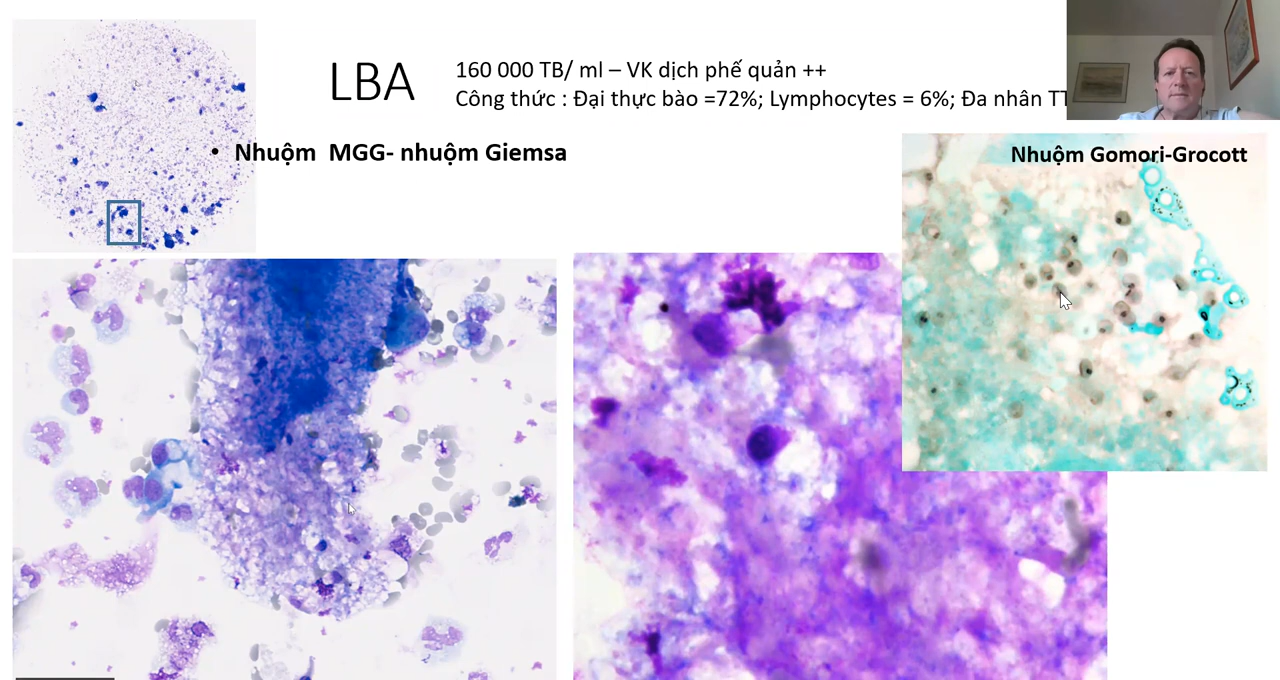 LBA
160 000 TB/ ml – VK dịch phế quản ++
Công thức : Đại thực bào =72%; Lymphocytes = 6%; Đa nhân TT
• Nhuộm MGG- nhuộm Giemsa
Nhuộm Gomori-Grocott